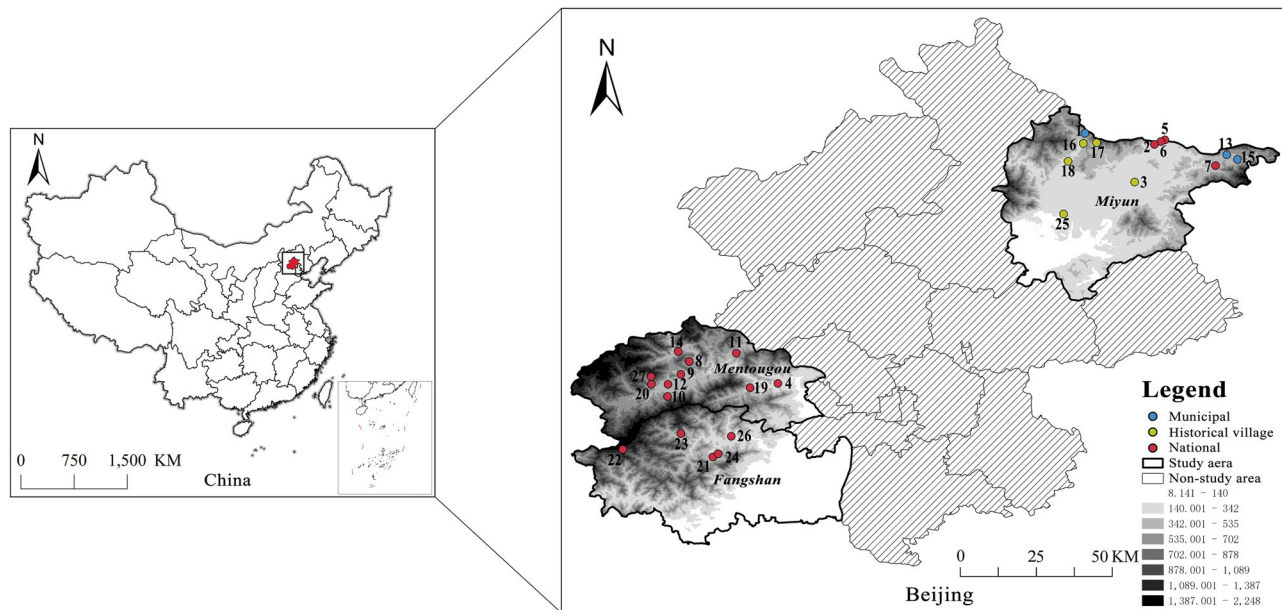 N
0 750 1,500 KM
China
N
1
16
17
18
2
5
6
13
15
7
3
Miyun
25
14
11
8
9
Mentougou
27
20
12
10
19
4
23
26
22
21
24
Fangshan
0 25 50 KM
Beijing
Legend
Municipal
Historical village
National
Study aera
Non-study area
8.141 - 140
140.001 - 342
342.001 - 535
535.001 - 702
702.001 - 878
878.001 - 1,089
1,089.001 - 1,387
1,387.001 - 2,248